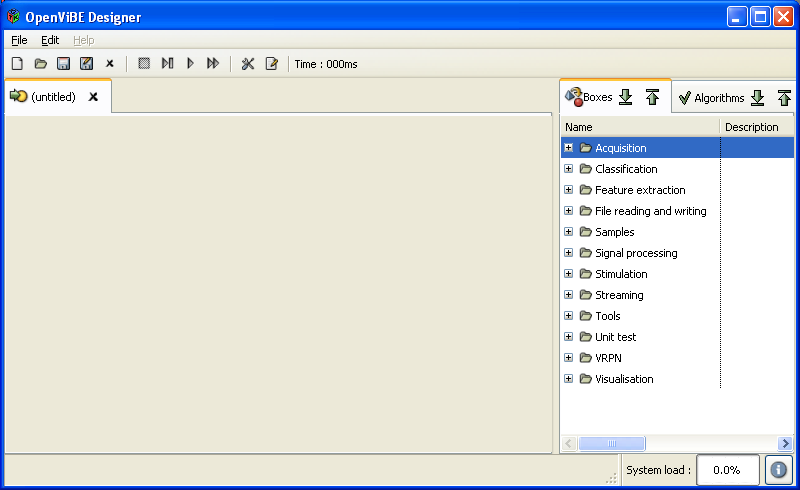 OpenViBE Designer
File Edit Help
Time : 000ms
(untitled)
Boxes
Algorithms
Name Description
Acquisition
Classification
Feature extraction
File reading and writing
Samples
Signal processing
Stimulation
Streaming
Tools
Unit test
VRPN
Visualisation
System load : 0.0%